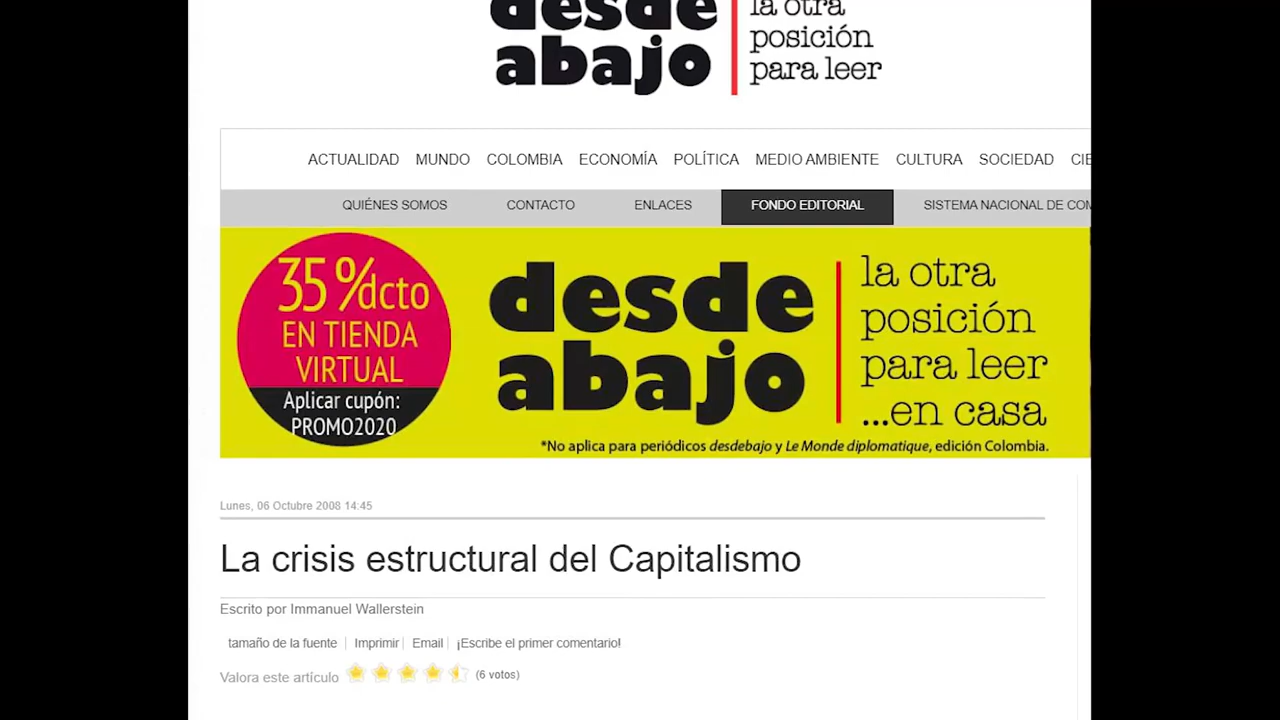 desde
la otra
abajo
posición
para leer
ACTUALIDAD MUNDO COLOMBIA ECONOMÍA POLÍTICA MEDIO AMBIENTE CULTURA SOCIEDAD
QUIÉNES SOMOS CONTACTO ENLACES FONDO EDITORIAL SISTEMA NACIONAL DE
35%dcto
EN TIENDA
VIRTUAL
Aplicar cupón:
PROMO2020
desde
abajo
la otra
posición
para leer
...en casa
*No aplica para periódicos desdebajo y Le Monde diplomatique, edición Colombia.
Lunes, 06 Octubre 2008 14:45
La crisis estructural del Capitalismo
Escrito por Immanuel Wallerstein
tamaño de la fuente Imprimir Email ¡Escribe el primer comentario!
Valora este artículo (6 votos)